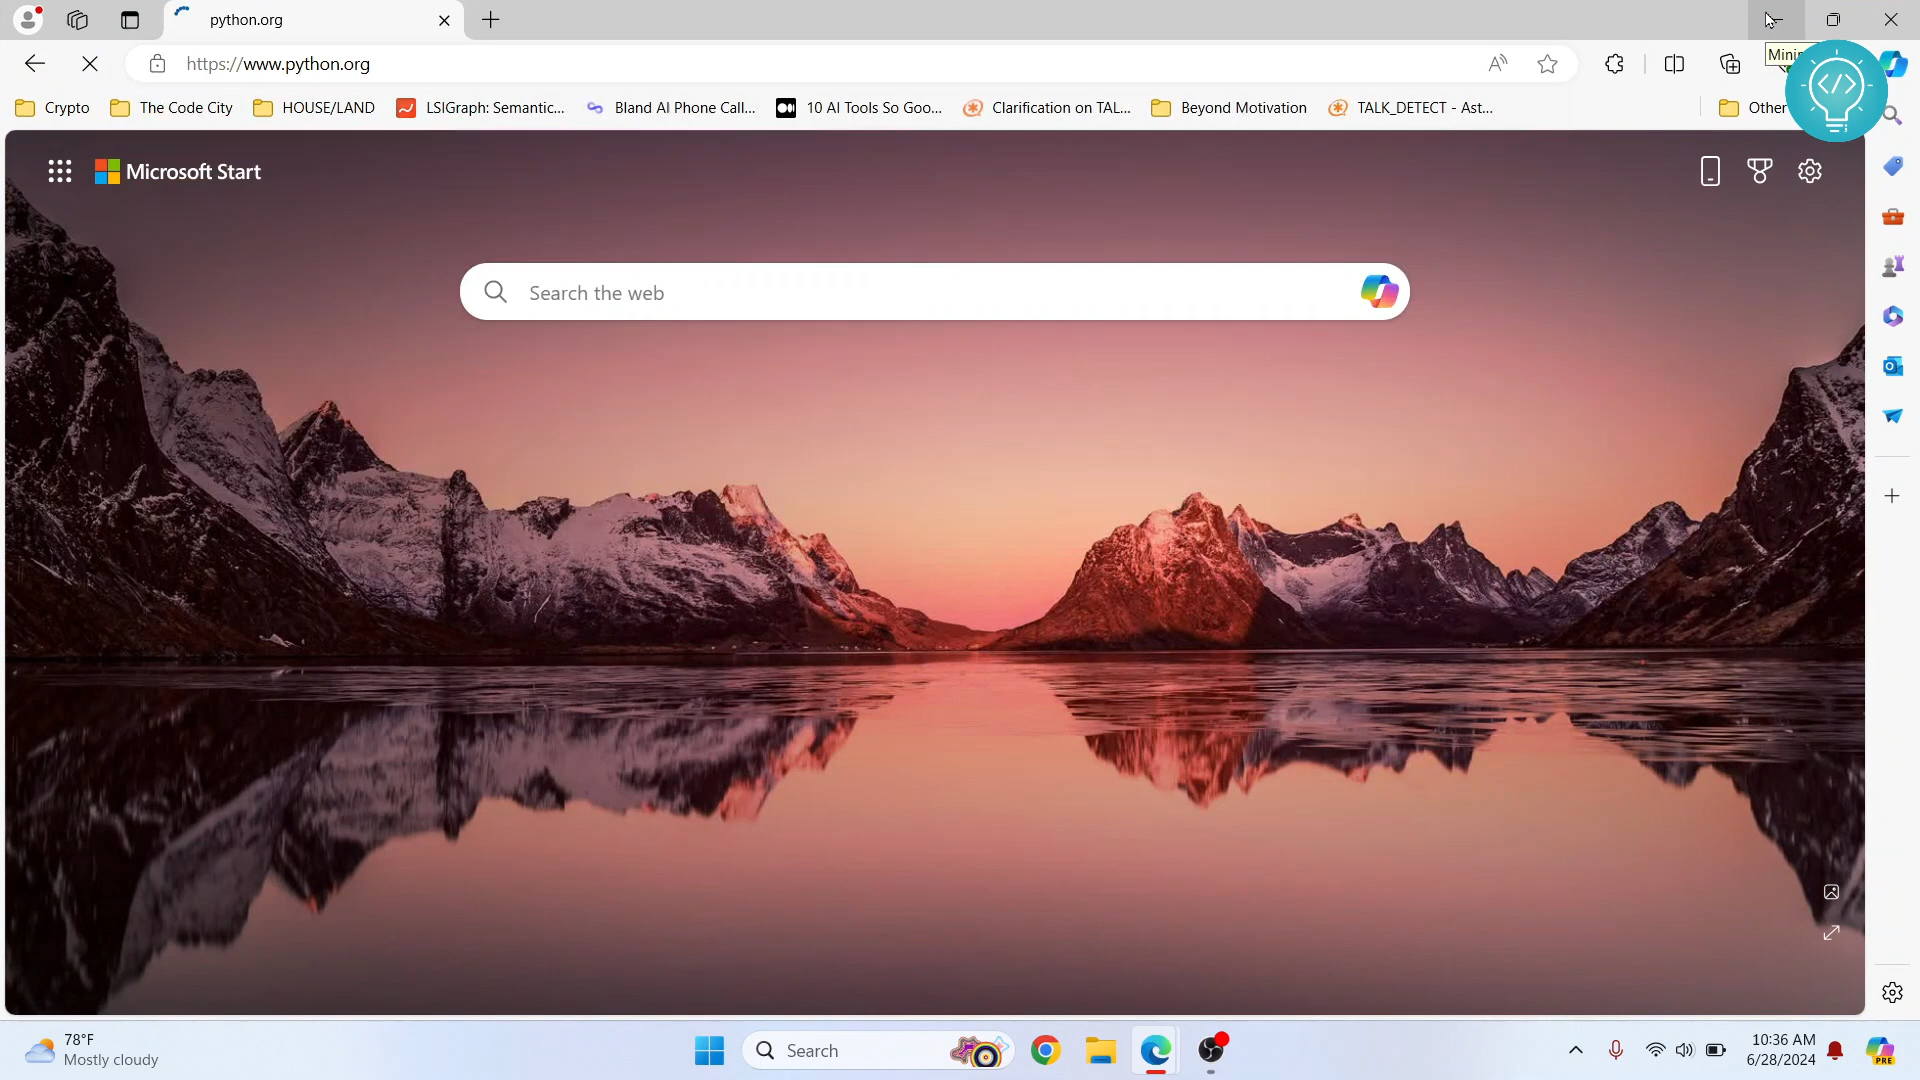 python.org
https://www.python.org
Crypto
The Code City
HOUSE/LAND
LSIGraph: Semantic...
Bland AI Phone Call...
10 AI Tools So Goo...
Clarification on TAL...
Beyond Motivation
TALK_DETECT - Ast...
Other
Microsoft Start
Search the web
78°F
Mostly cloudy
Search
10:36 AM
6/28/2024
PRE